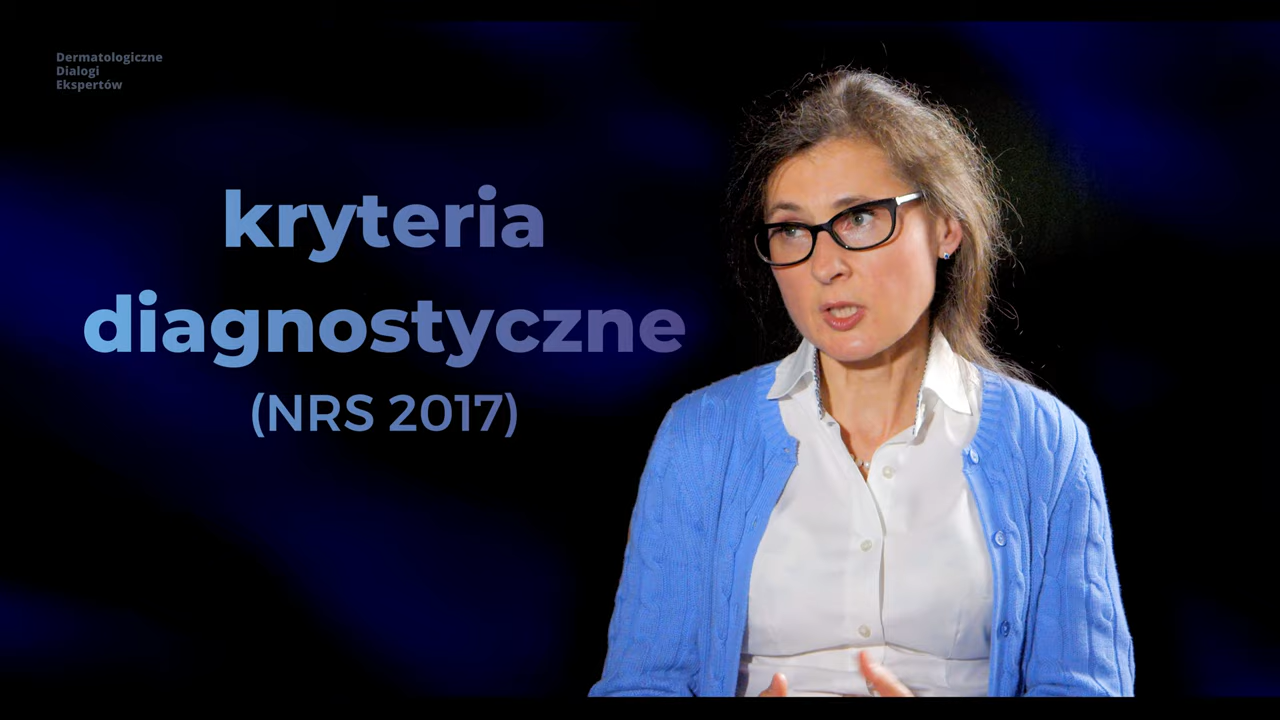 Dermatologiczne
Dialogi
Ekspertów
kryteria
diagnostyczne
(NRS 2017)